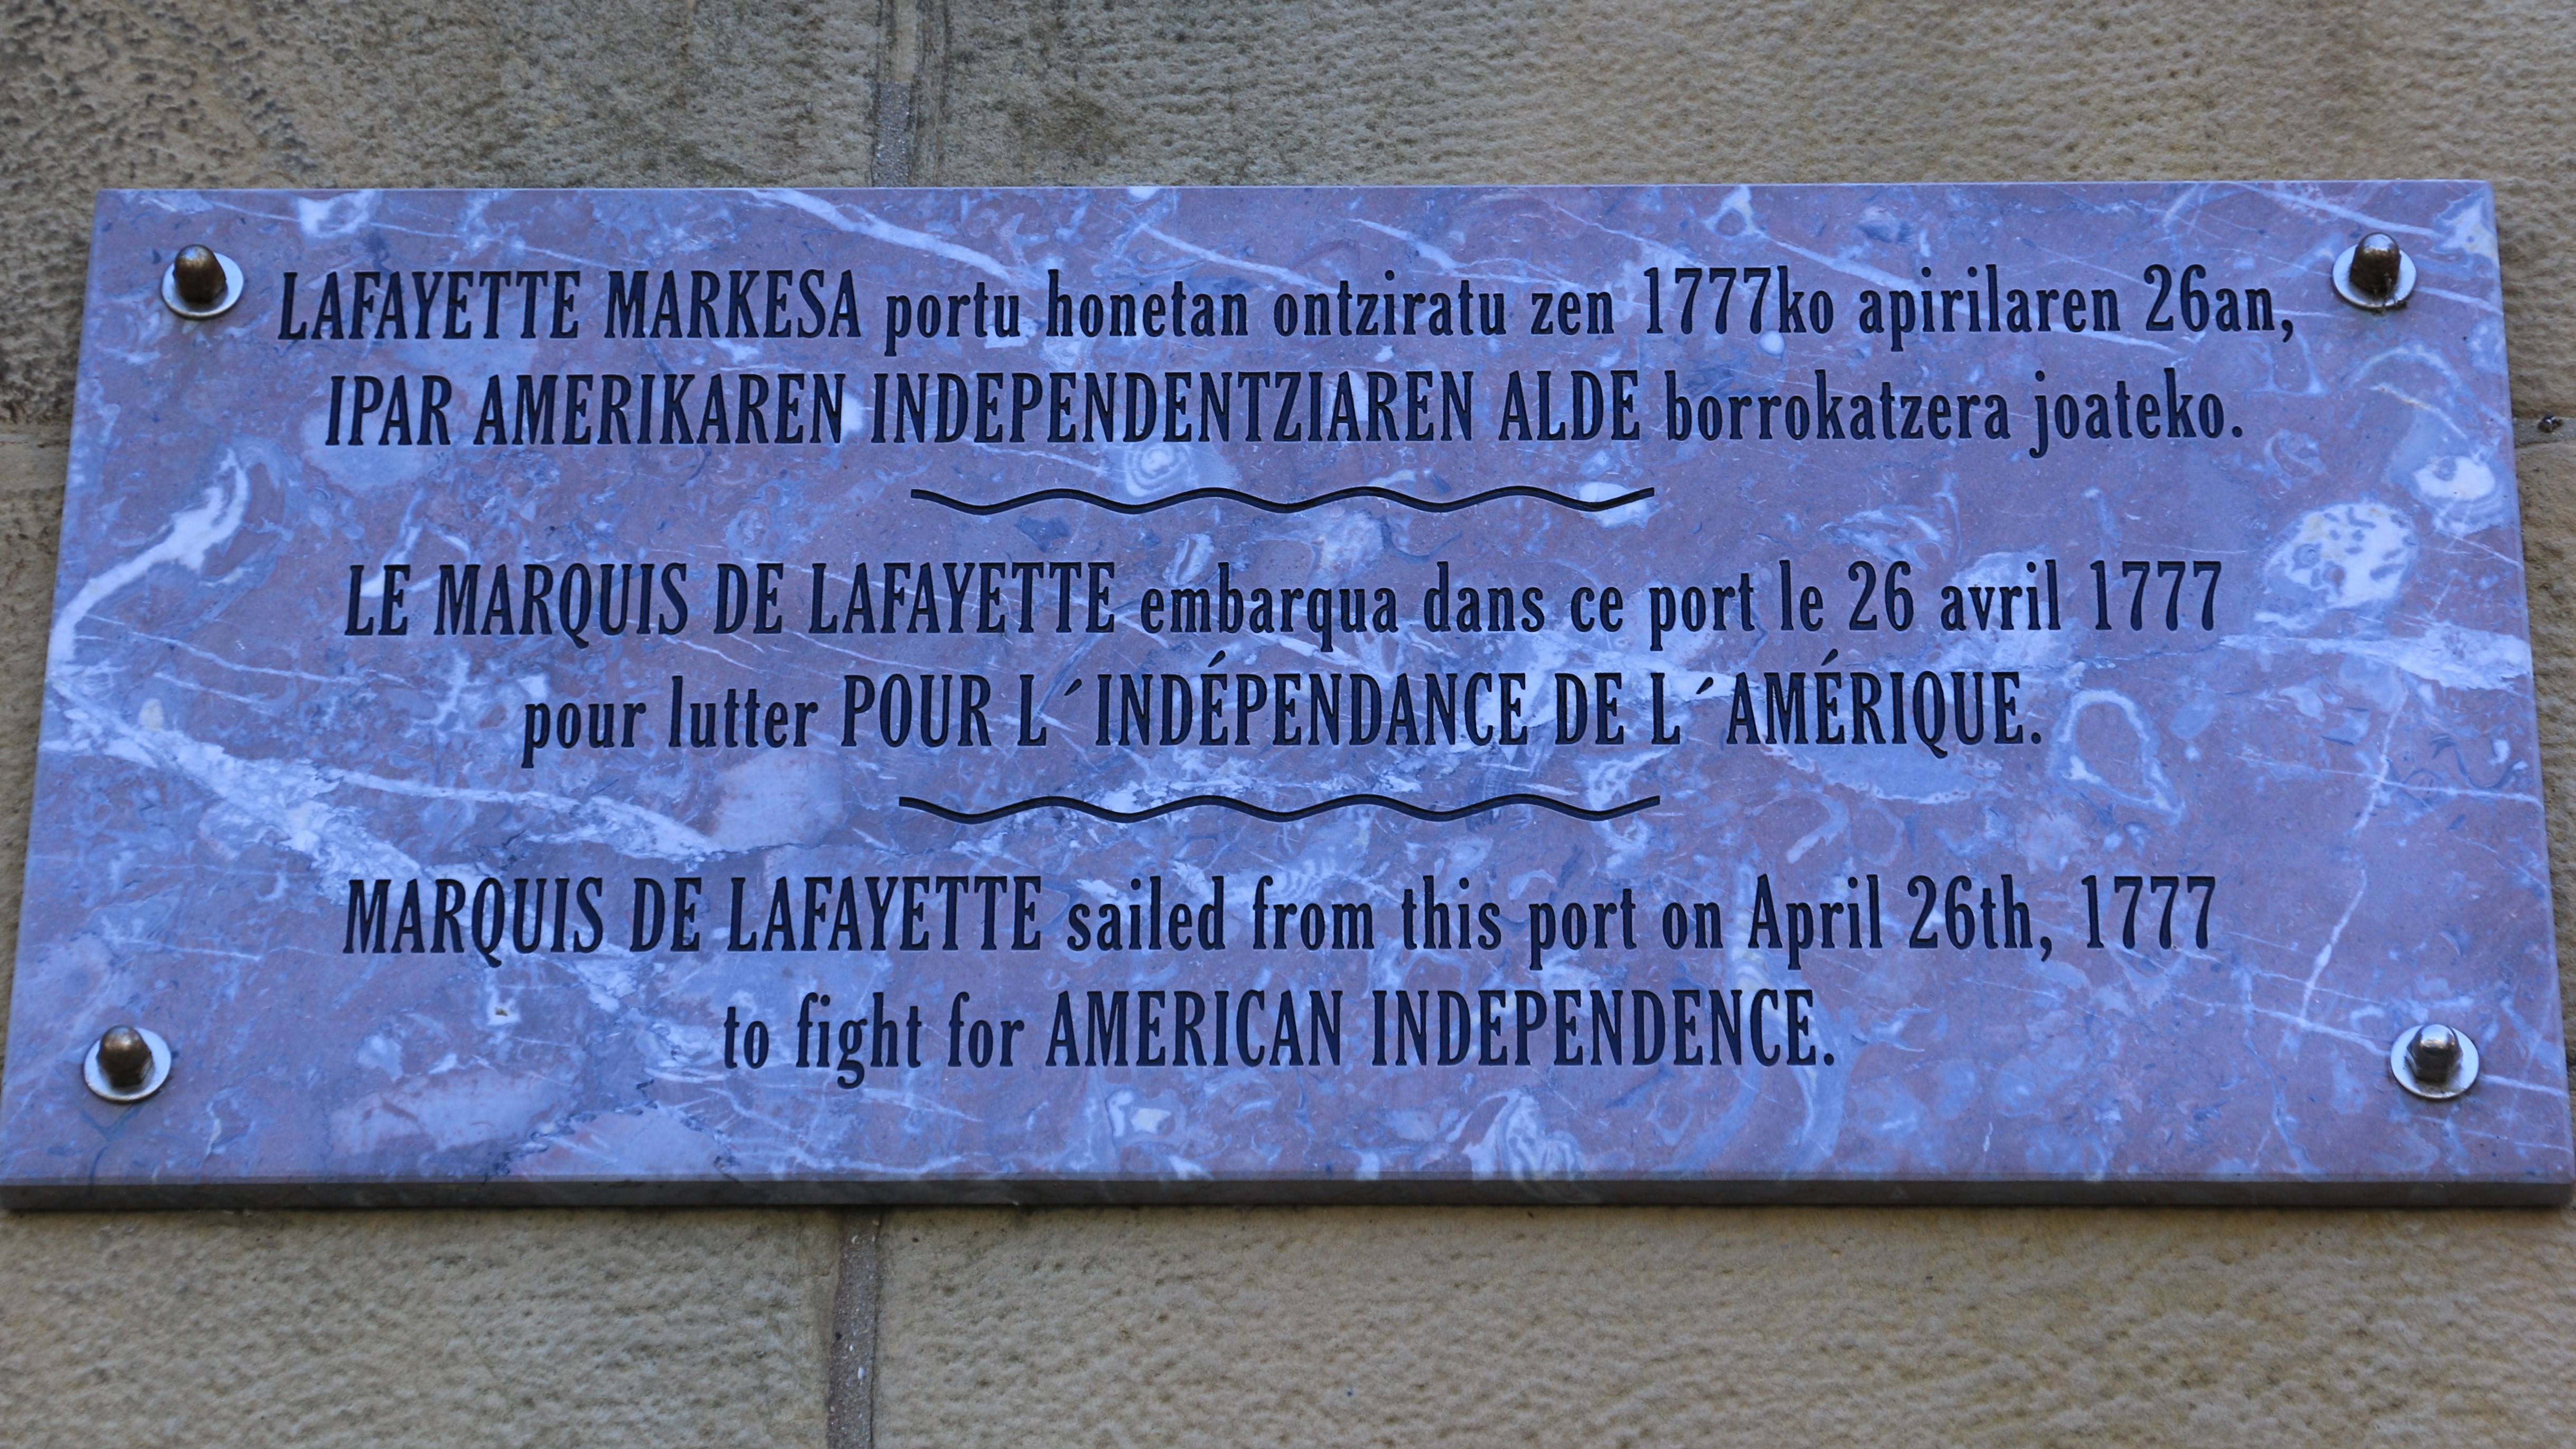 LAFAYETTE MARKESA portu honetan ontziratu zen 1777ko apirilaren 26an,
IPAR AMERIKAREN INDEPENDENTZIAREN ALDE borrokatzera joateko.
LE MARQUIS DE LAFAYETTE embarqua dans ce port le 26 avril 1777
pour lutter POUR L´INDÉPENDANCE DE L´AMÉRIQUE.
MARQUIS DE LAFAYETTE sailed from this port on April 26th, 1777
to fight for AMERICAN INDEPENDENCE.